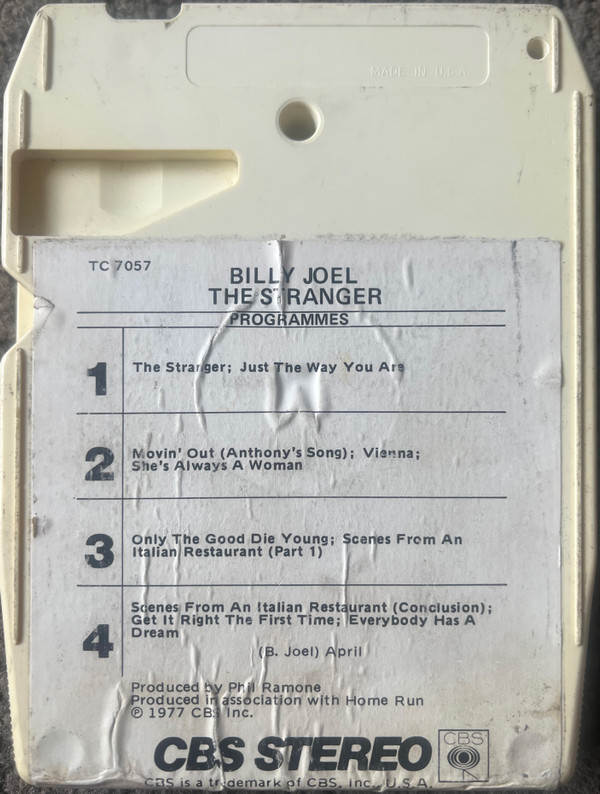 MADE IN U.S.A.
TC 7057
BILLY JOEL
THE STRANGER
PROGRAMMES
1 The Stranger; Just The Way You Are
2 Movin' Out (Anthony's Song); Vienna;
She's Always A Woman
3 Only The Good Die Young; Scenes From An
Italian Restaurant (Part 1)
4 Scenes From An Italian Restaurant (Conclusion);
Get It Right The First Time; Everybody Has A
Dream
(B. Joel) April
Produced by Phil Ramone
Produced in association with Home Run
℗ 1977 CBS Inc.
CBS STEREO CBS
CBS is a trademark of CBS, Inc., U.S.A.